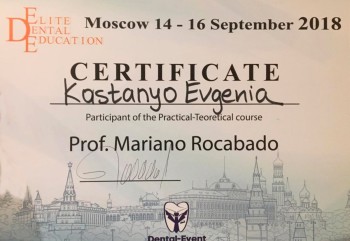 ELITE
DENTAL
EDUCATION
Moscow 14 - 16 September 2018
CERTIFICATE
Kastanyo Evgenia
Participant of the Practical-Teoretical course
Prof. Mariano Rocabado
Dental-Event